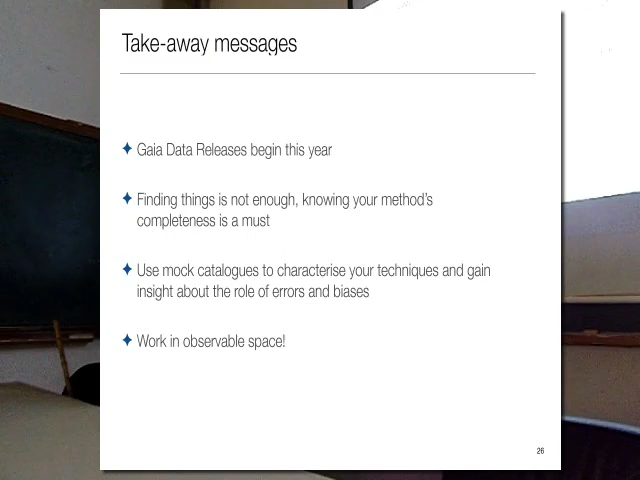 Take-away messages
Gaia Data Releases begin this year
Finding things is not enough, knowing your method's
completeness is a must
Use mock catalogues to characterise your techniques and gain
insight about the role of errors and biases
Work in observable space!
26